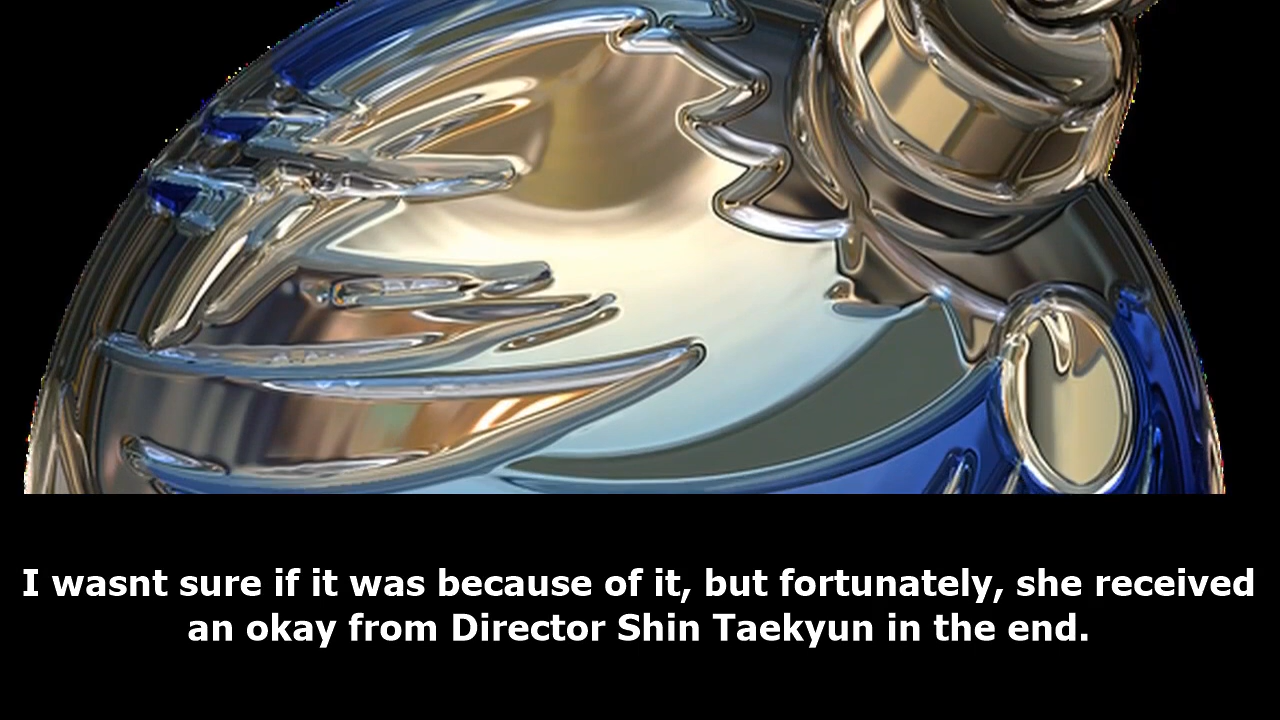 I wasnt sure if it was because of it, but fortunately, she received
an okay from Director Shin Taekyun in the end.